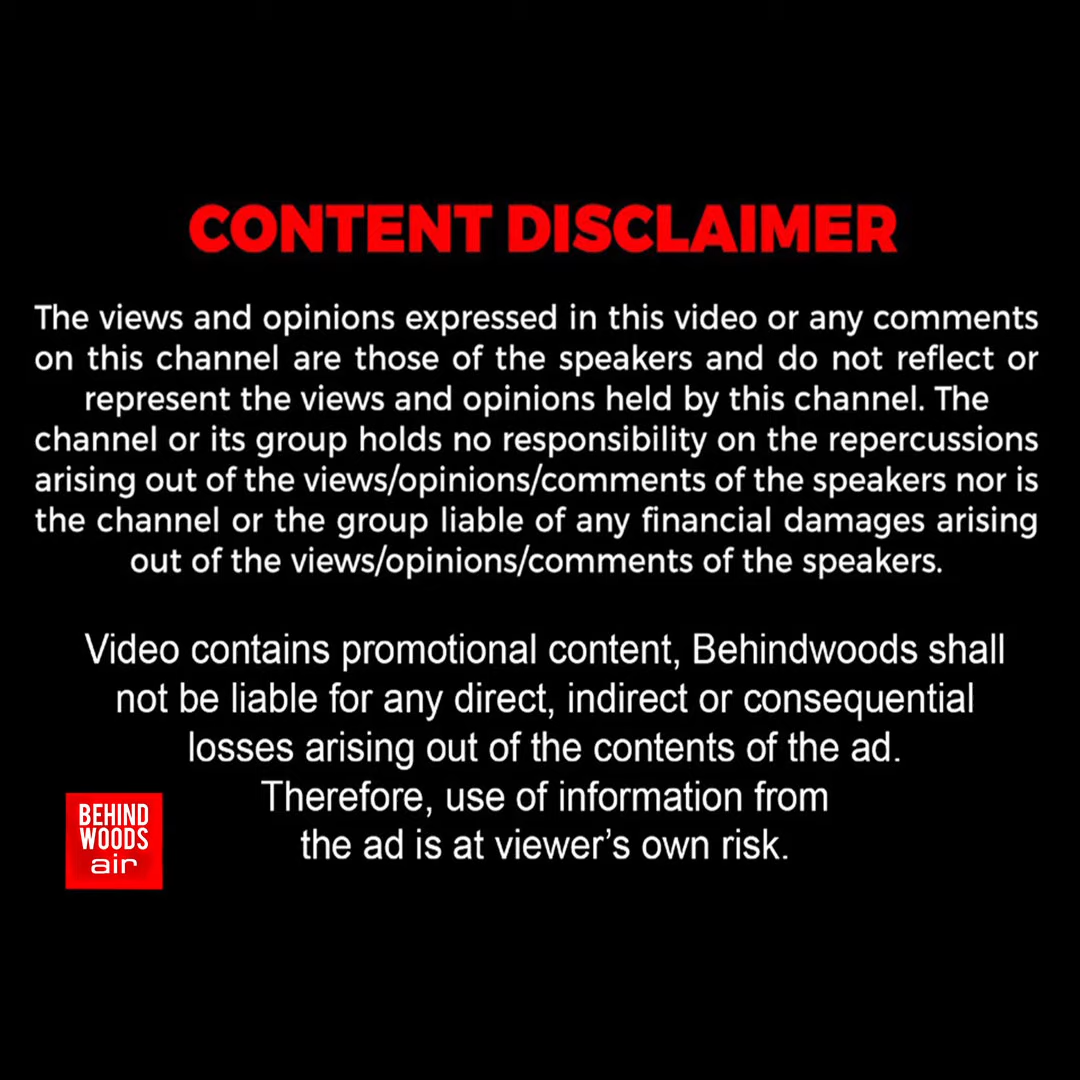 CONTENT DISCLAIMER
The views and opinions expressed in this video or any comments
on this channel are those of the speakers and do not reflect or
represent the views and opinions held by this channel. The
channel or its group holds no responsibility on the repercussions
arising out of the views/opinions/comments of the speakers nor is
the channel or the group liable of any financial damages arising
out of the views/opinions/comments of the speakers.
Video contains promotional content, Behindwoods shall
not be liable for any direct, indirect or consequential
losses arising out of the contents of the ad.
Therefore, use of information from
the ad is at viewer’s own risk.
BEHIND
WOODS
air